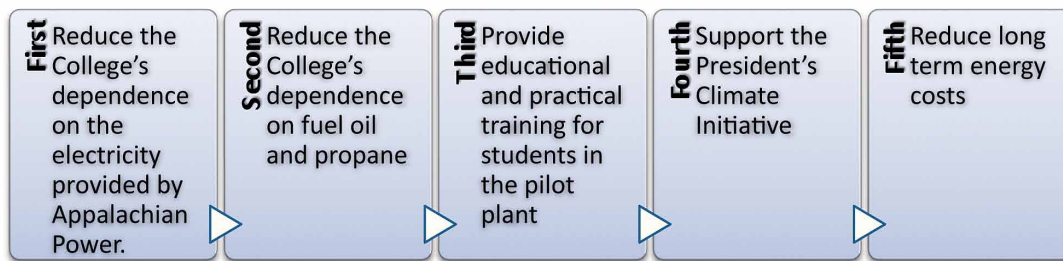 First
Reduce the
College's
dependence
on the
electricity
provided by
Appalachian
Power.
Second
Reduce the
College's
dependence
on fuel oil
and propane
Third
Provide
educational
and practical
training for
students in
the pilot
plant
Fourth
Support the
President's
Climate
Initiative
Fifth
Reduce long
term energy
costs